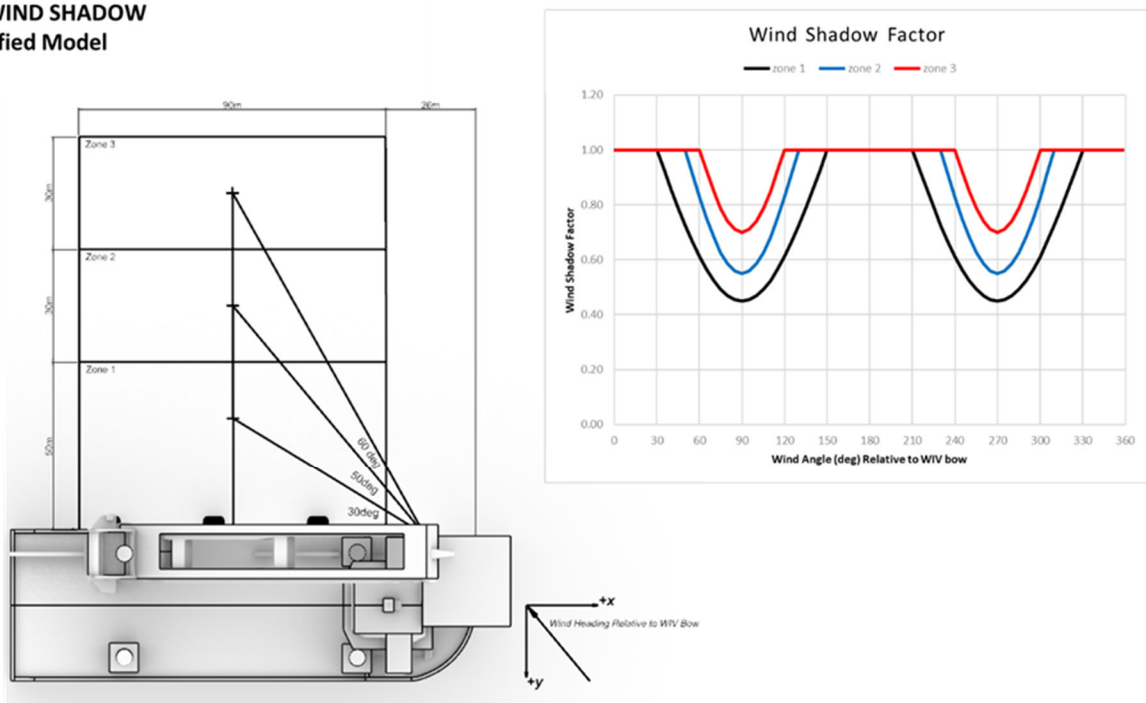 WIND SHADOW
fied Model
90m
26m
Zone 3
30m
Zone 2
30m
Zone 1
50m
60 deg
50deg
30deg
+x
Wind Heading Relative to WIV Bow
+y
Wind Shadow Factor
zone 1 zone 2 zone 3
Wind Shadow Factor
1.20
1.00
0.80
0.60
0.40
0.20
0.00
0 30 60 90 120 150 180 210 240 270 300 330 360
Wind Angle (deg) Relative to WIV bow